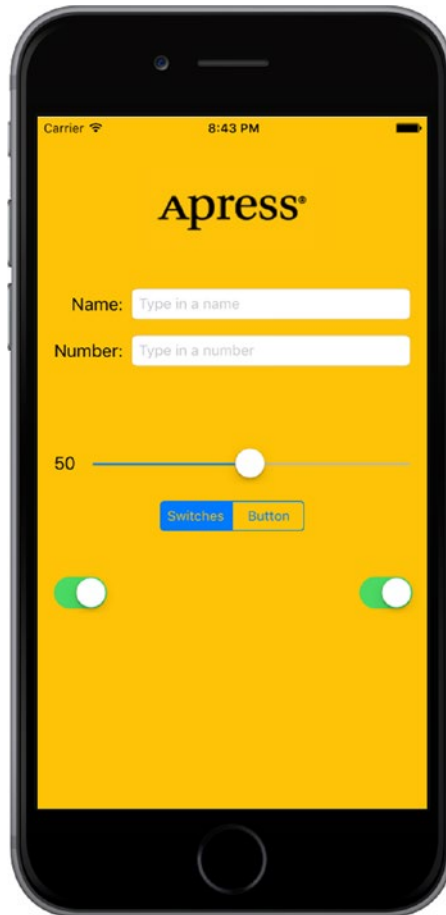 Carrier 8:43 PM
Apress®
Name: Type in a name
Number: Type in a number
50
Switches Button